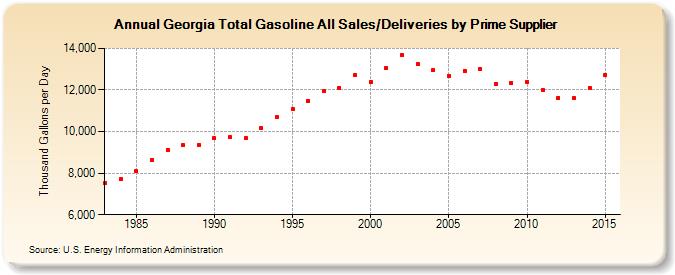 Annual Georgia Total Gasoline All Sales/Deliveries by Prime Supplier
Thousand Gallons per Day
14,000
12,000
10,000
8,000
6,000
1985 1990 1995 2000 2005 2010 2015
Source: U.S. Energy Information Administration